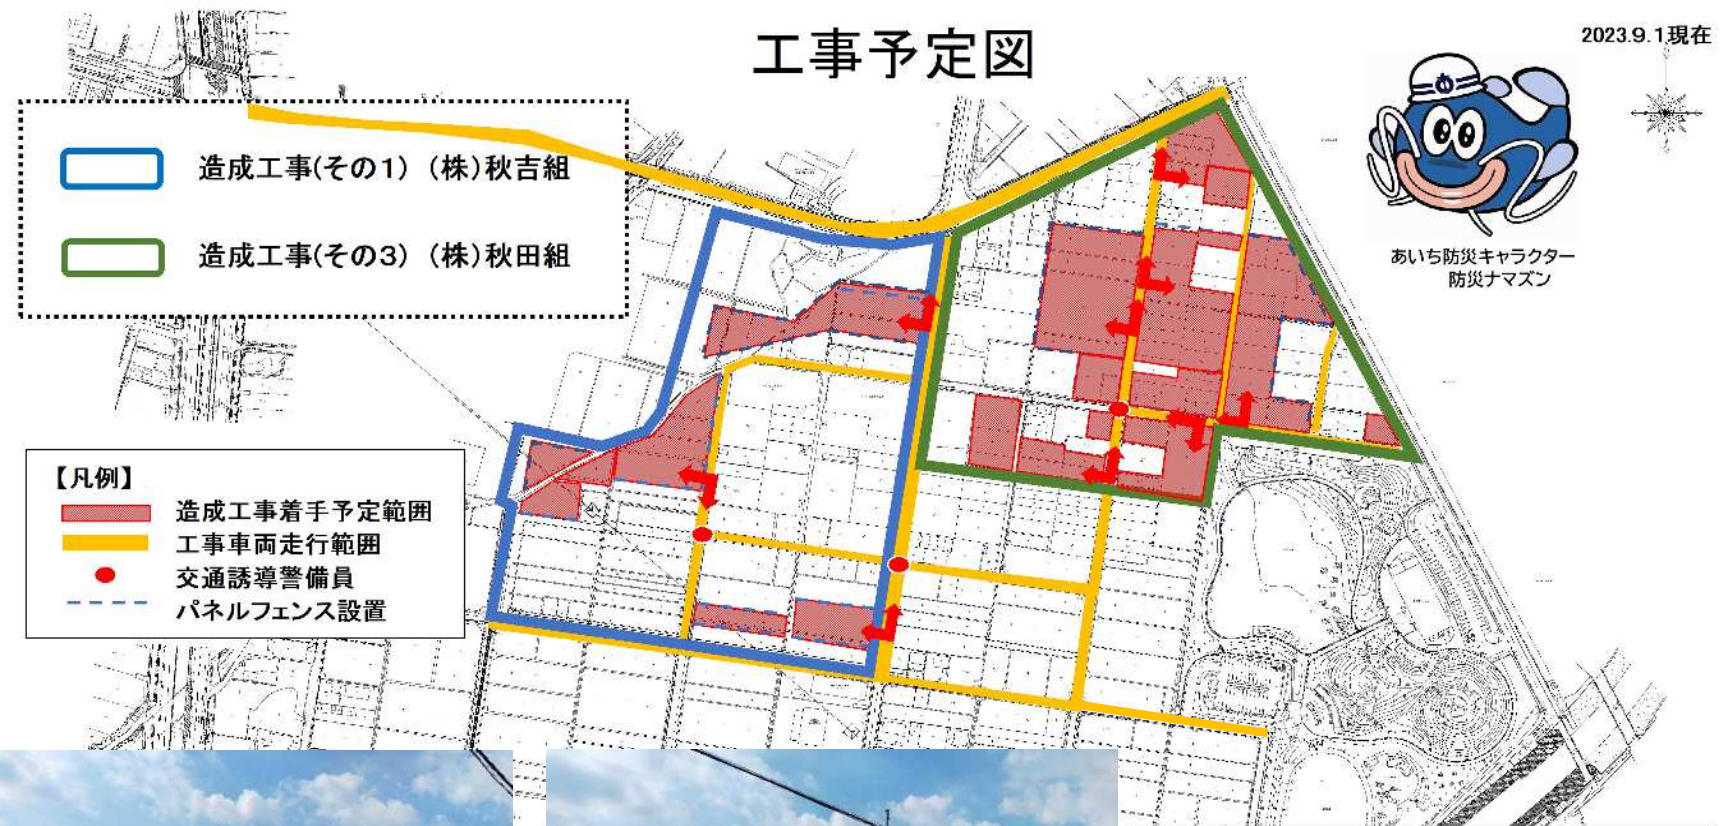 工事予定図
2023.9.1現在
造成工事(その1) (株)秋吉組
造成工事(その3) (株)秋田組
あいち防災キャラクター
防災ナマズン
【凡例】
造成工事着手予定範囲
工事車両走行範囲
交通誘導警備員
パネルフェンス設置